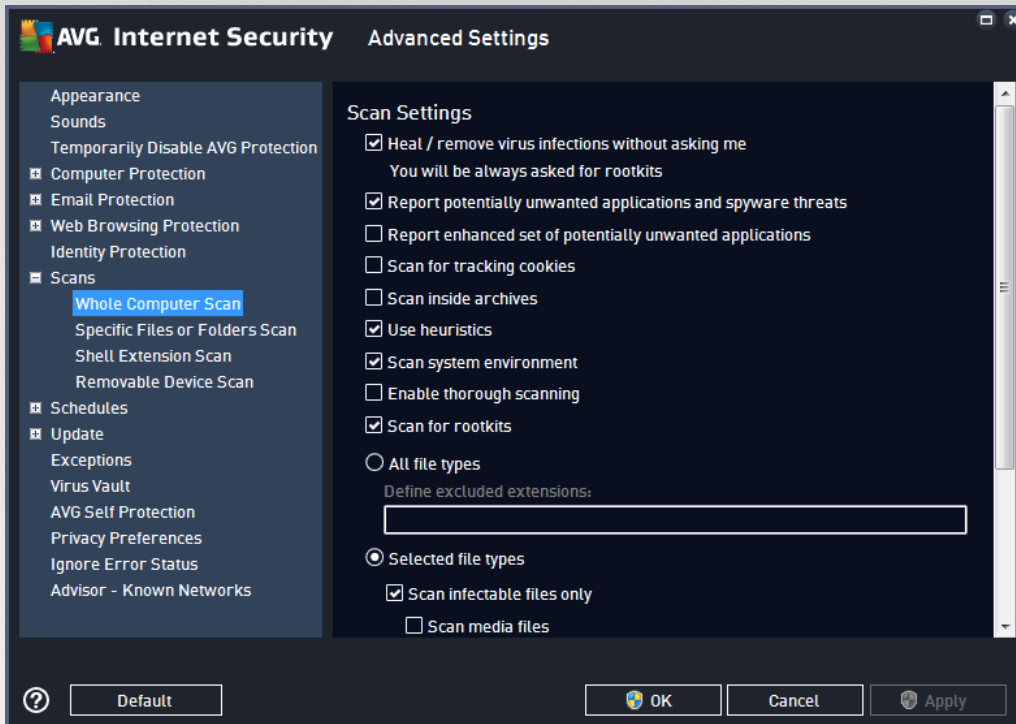 AVG Internet Security Advanced Settings
Appearance
Sounds
Temporarily Disable AVG Protection
Computer Protection
Email Protection
Web Browsing Protection
Identity Protection
Scans
Whole Computer Scan
Specific Files or Folders Scan
Shell Extension Scan
Removable Device Scan
Schedules
Update
Exceptions
Virus Vault
AVG Self Protection
Privacy Preferences
Ignore Error Status
Advisor - Known Networks
Scan Settings
Heal / remove virus infections without asking me
You will be always asked for rootkits
Report potentially unwanted applications and spyware threats
Report enhanced set of potentially unwanted applications
Scan for tracking cookies
Scan inside archives
Use heuristics
Scan system environment
Enable thorough scanning
Scan for rootkits
All file types
Define excluded extensions:
Selected file types
Scan infectable files only
Scan media files
? Default OK Cancel Apply